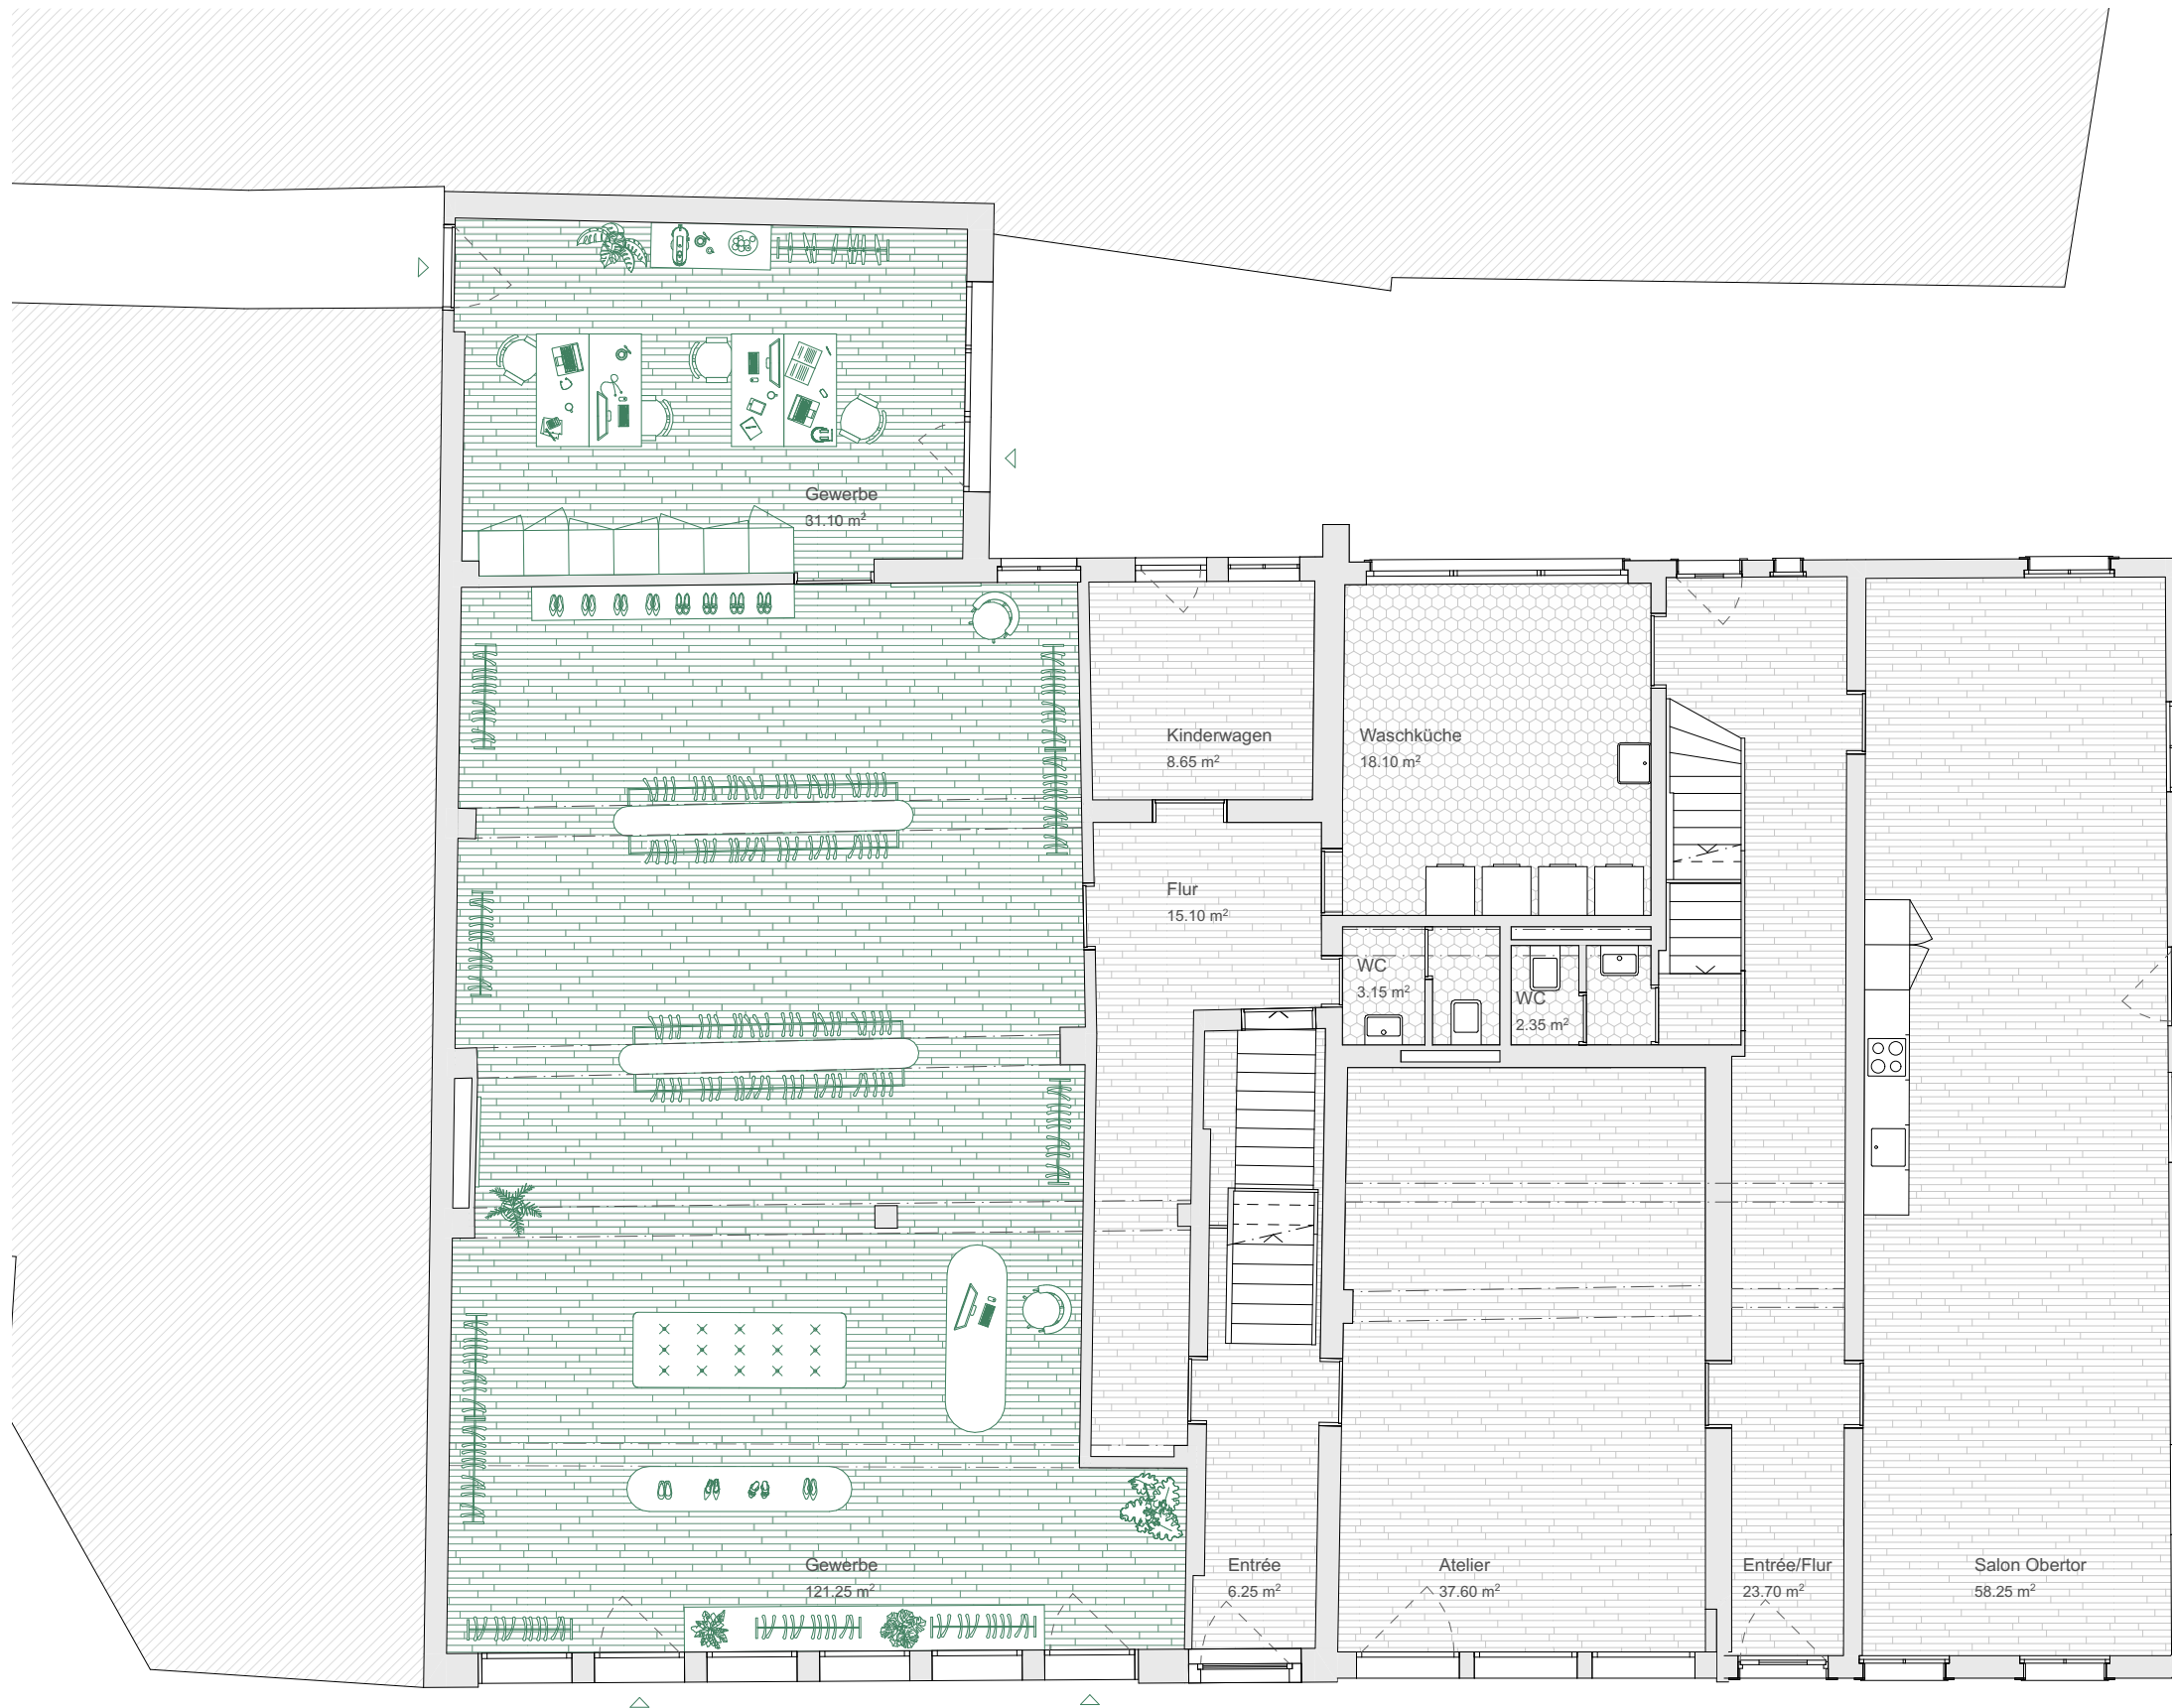 Gewerbe
31.10 m²
Kinderwagen
8.65 m²
Waschküche
18.10 m²
Flur
15.10 m²
WC
3.15 m²
WC
2.35 m²
Gewerbe
121.25 m²
Entrée
6.25 m²
Atelier
37.60 m²
Entrée/Flur
23.70 m²
Salon Obertor
58.25 m²